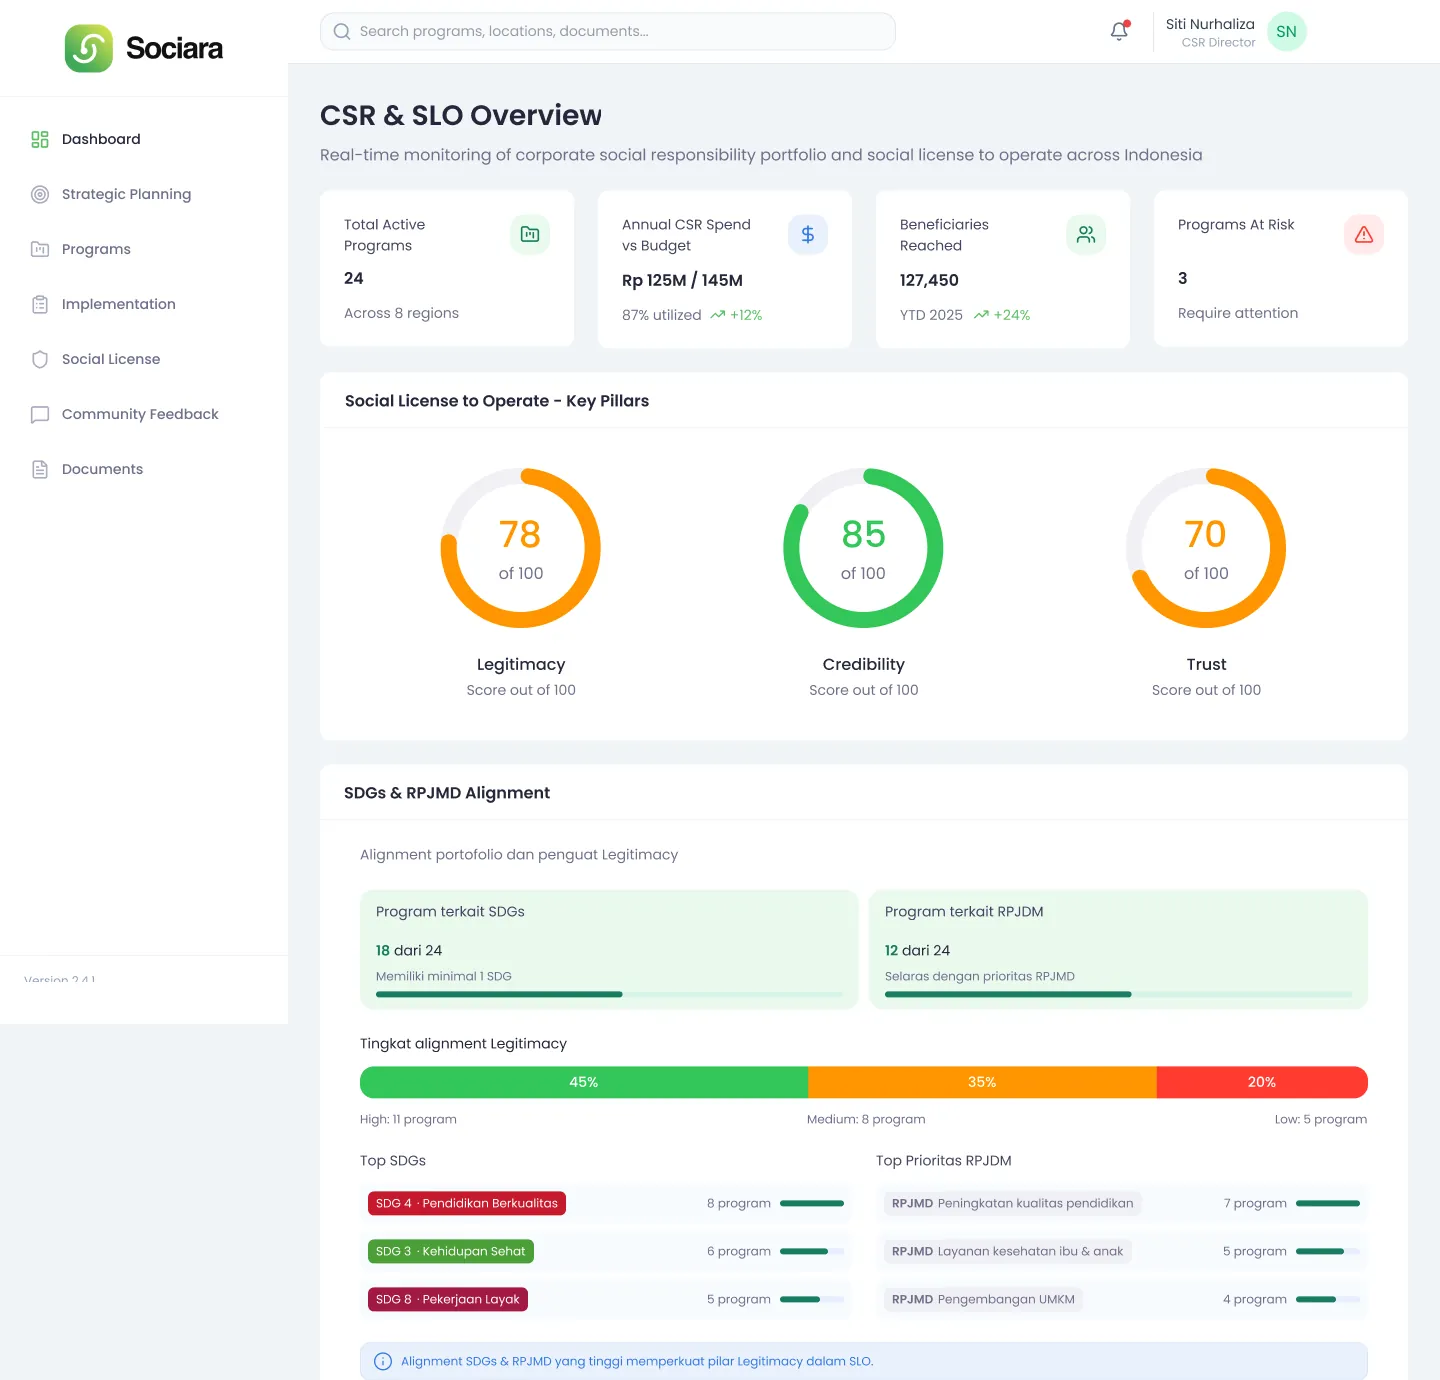 Sociara
Search programs, locations, documents...
Siti Nurhaliza
CSR Director
SN
Dashboard
Strategic Planning
Programs
Implementation
Social License
Community Feedback
Documents
Version 2.4.1
CSR & SLO Overview
Real-time monitoring of corporate social responsibility portfolio and social license to operate across Indonesia
Total Active
Programs
24
Across 8 regions
Annual CSR Spend
vs Budget
Rp 125M / 145M
87% utilized +12%
Beneficiaries
Reached
127,450
YTD 2025 +24%
Programs At Risk
3
Require attention
Social License to Operate - Key Pillars
78
of 100
Legitimacy
Score out of 100
85
of 100
Credibility
Score out of 100
70
of 100
Trust
Score out of 100
SDGs & RPJMD Alignment
Alignment portofolio dan penguat Legitimacy
Program terkait SDGs
18 dari 24
Memiliki minimal 1 SDG
Program terkait RPJDM
12 dari 24
Selaras dengan prioritas RPJMD
Tingkat alignment Legitimacy
45% 35% 20%
High: 11 program Medium: 8 program Low: 5 program
Top SDGs
SDG 4 · Pendidikan Berkualitas 8 program
SDG 3 · Kehidupan Sehat 6 program
SDG 8 · Pekerjaan Layak 5 program
Top Prioritas RPJDM
RPJMD Peningkatan kualitas pendidikan 7 program
RPJMD Layanan kesehatan ibu & anak 5 program
RPJMD Pengembangan UMKM 4 program
Alignment SDGs & RPJMD yang tinggi memperkuat pilar Legitimacy dalam SLO.